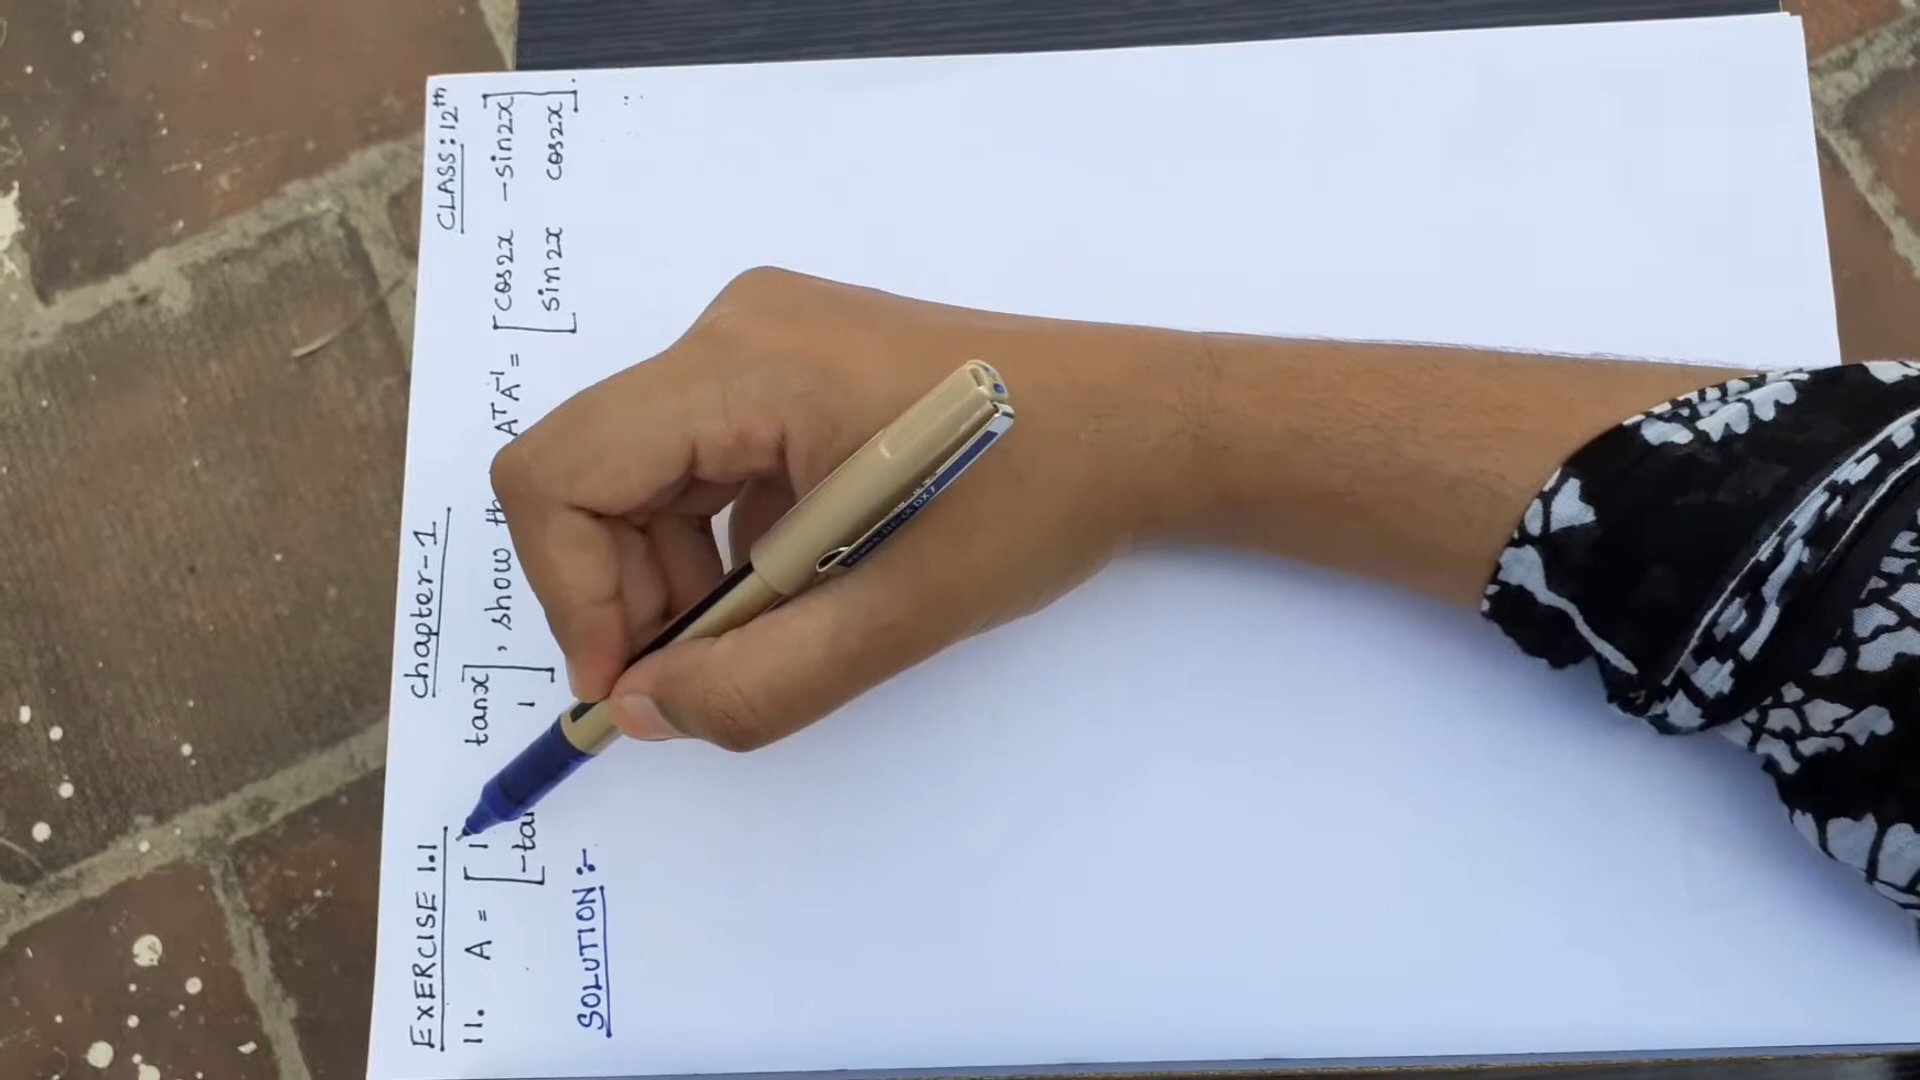 EXERCISE 1.1 Chapter-1 CLASS:12th
11. A = [1 tanx], show th AᵀA⁻¹ = [cos2x -sin2x]
[-tan 1] [sin2x cos2x].
SOLUTION:-